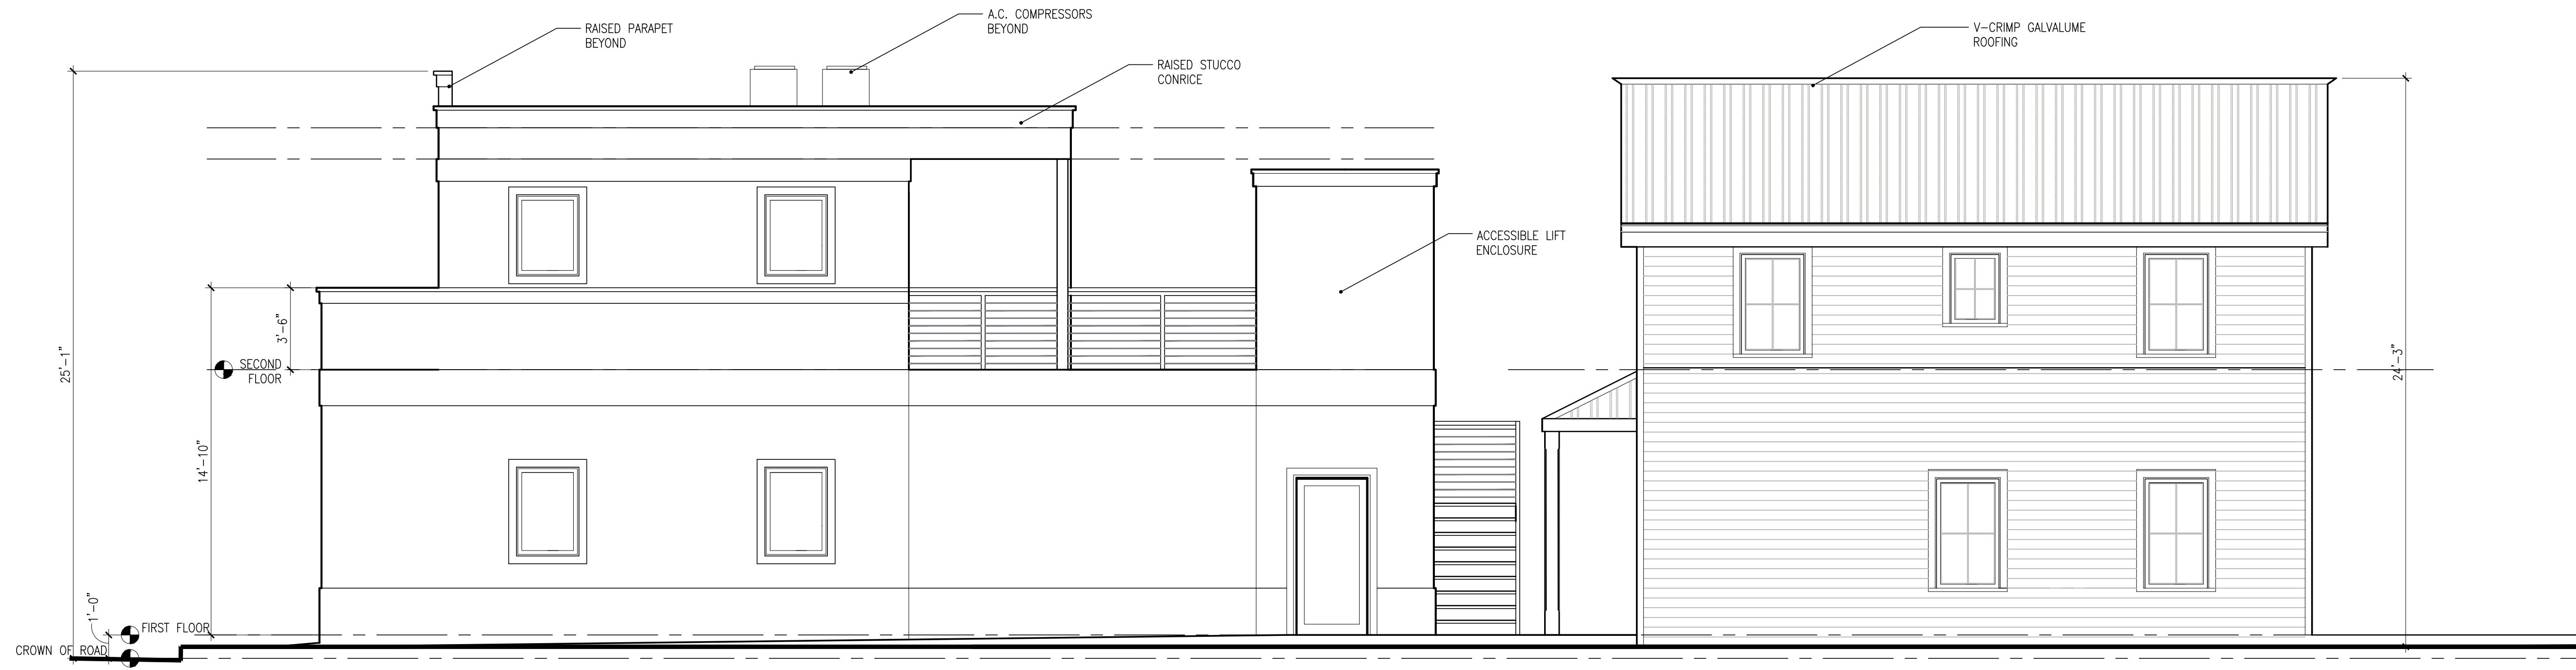 A.C. COMPRESSORS
BEYOND
RAISED PARAPET
BEYOND
V-CRIMP GALVALUME
ROOFING
RAISED STUCCO
CONRICE
ACCESSIBLE LIFT
ENCLOSURE
25'-1"
3'-6"
24'-3"
SECOND
FLOOR
14'-10"
1'-0"
FIRST FLOOR
CROWN OF ROAD